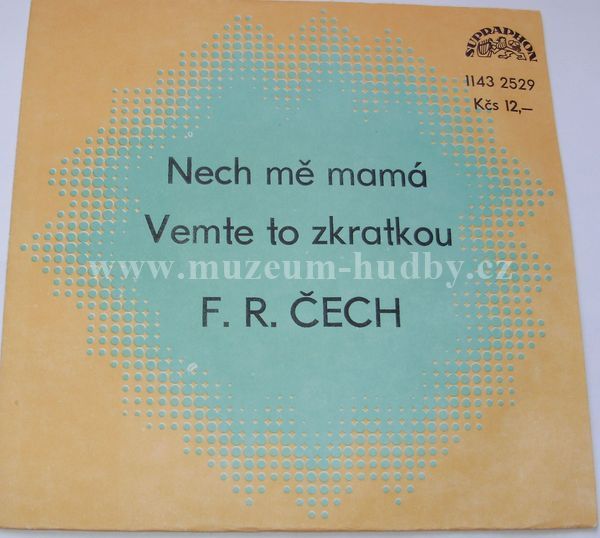 SUPRAPHON
1143 2529
Kčs 12,–
Nech mě mamá
Vemte to zkratkou
www.muzeum-hudby.cz
F. R. ČECH